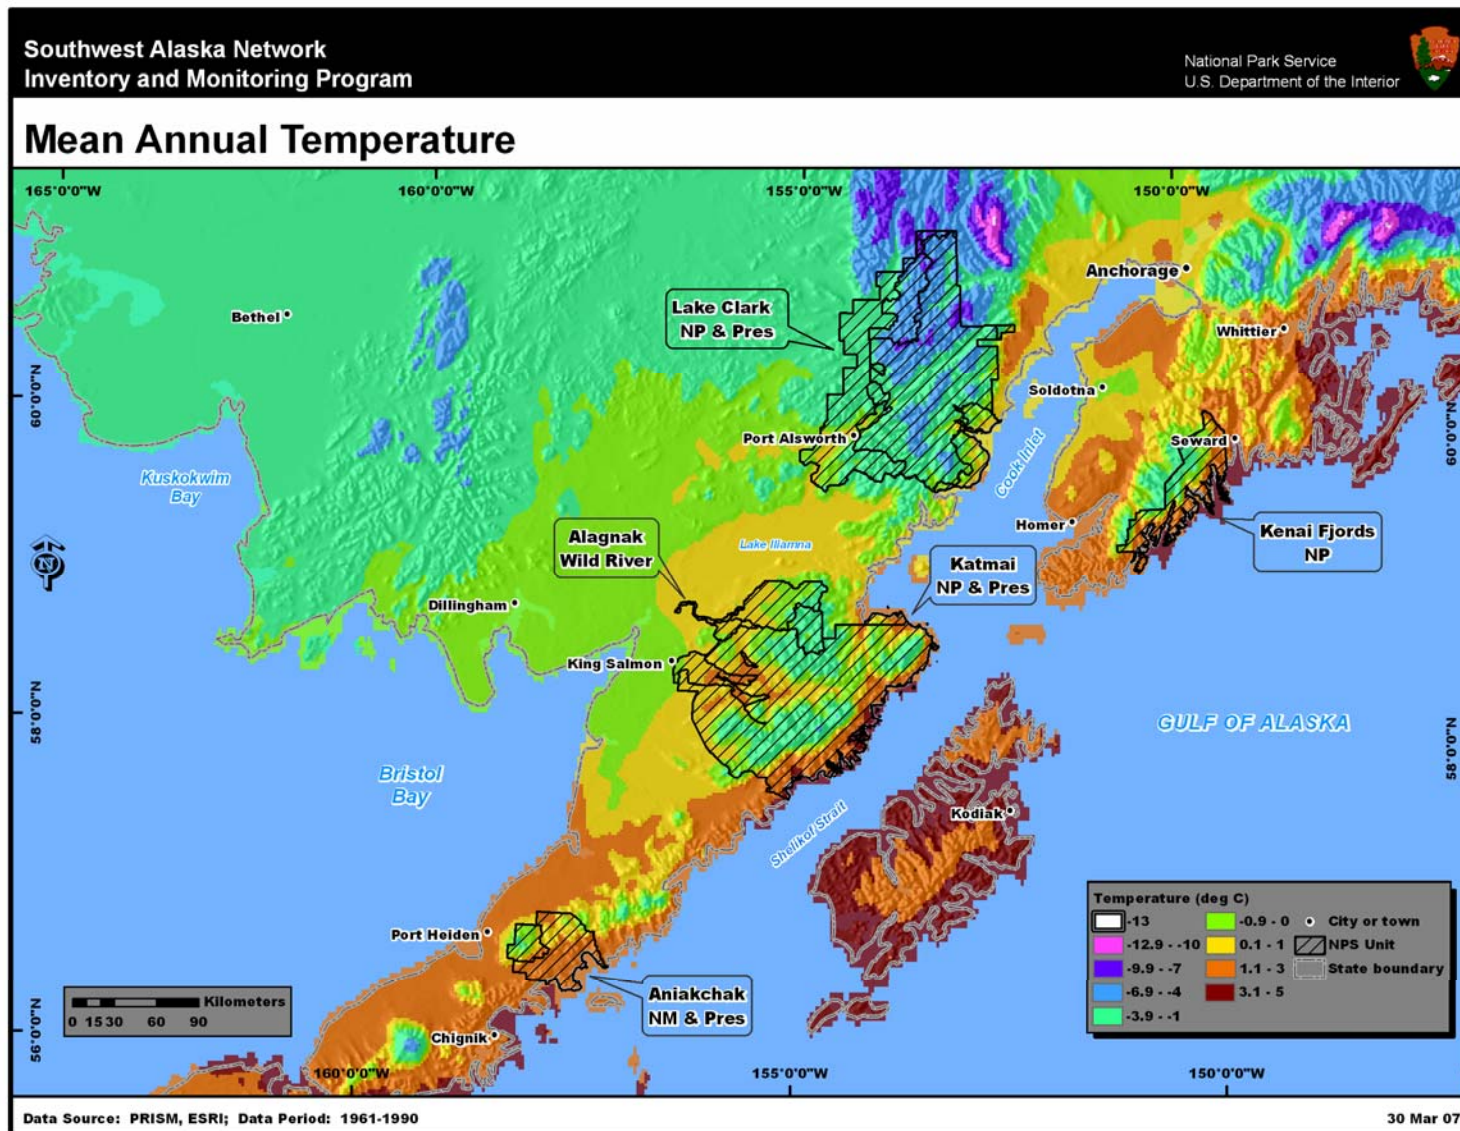 Southwest Alaska Network
Inventory and Monitoring Program
National Park Service
U.S. Department of the Interior
Mean Annual Temperature
165°0'0"W
160°0'0"W
155°0'0"W
150°0'0"W
Anchorage
Lake Clark
NP & Pres
Bethel
Whittier
60°0'0"N
60°0'0"N
Soldotna
Port Alsworth
Seward
Cook Inlet
Kuskokwim
Bay
Homer
Kenai Fjords
NP
Alagnak
Wild River
Lake Iliamna
Katmai
NP & Pres
Dillingham
King Salmon
58°0'0"N
58°0'0"N
GULF OF ALASKA
Bristol
Bay
Kodiak
Shelikof Strait
Port Heiden
Aniakchak
NM & Pres
Chignik
56°0'0"N
Kilometers
0 15 30 60 90
Temperature (deg C)
-13
-12.9 - -10
-9.9 - -7
-6.9 - -4
-3.9 - -1
-0.9 - 0
0.1 - 1
1.1 - 3
3.1 - 5
City or town
NPS Unit
State boundary
160°0'0"W
155°0'0"W
150°0'0"W
N
Data Source: PRISM, ESRI; Data Period: 1961-1990
30 Mar 07